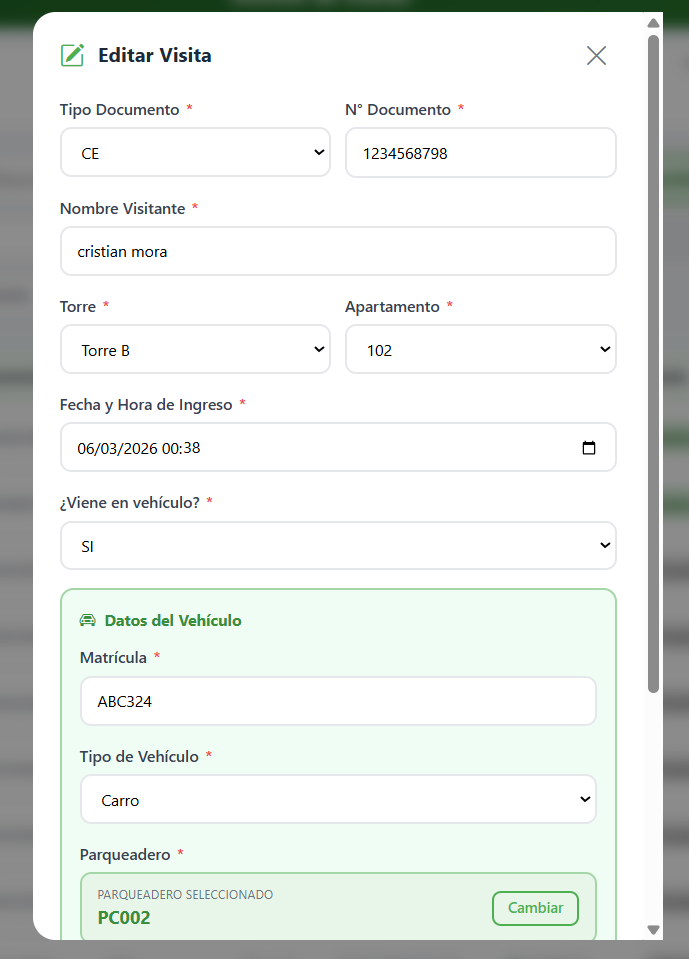 Editar Visita
Tipo Documento * N° Documento *
CE 1234568798
Nombre Visitante *
cristian mora
Torre * Apartamento *
Torre B 102
Fecha y Hora de Ingreso *
06/03/2026 00:38
¿Viene en vehículo? *
SI
Datos del Vehículo
Matrícula *
ABC324
Tipo de Vehículo *
Carro
Parqueadero *
PARQUEADERO SELECCIONADO
PC002 Cambiar